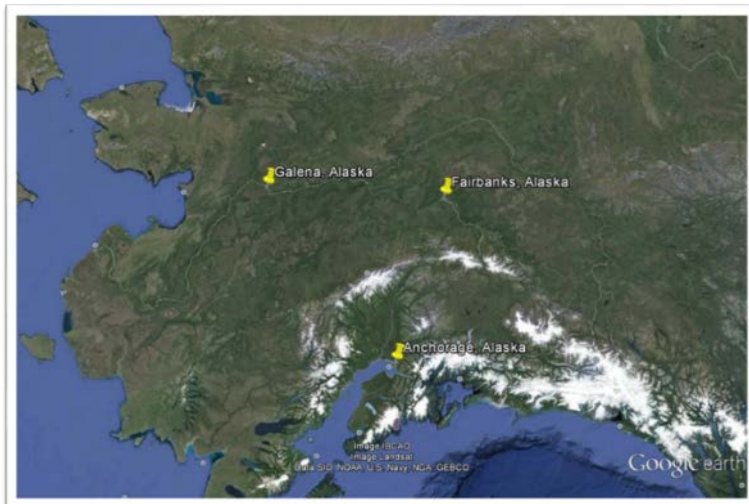 Galena, Alaska
Fairbanks, Alaska
Anchorage, Alaska
Image IBCAO
Image Landsat
Data SIO, NOAA, U.S. Navy, NGA, GEBCO
Google earth